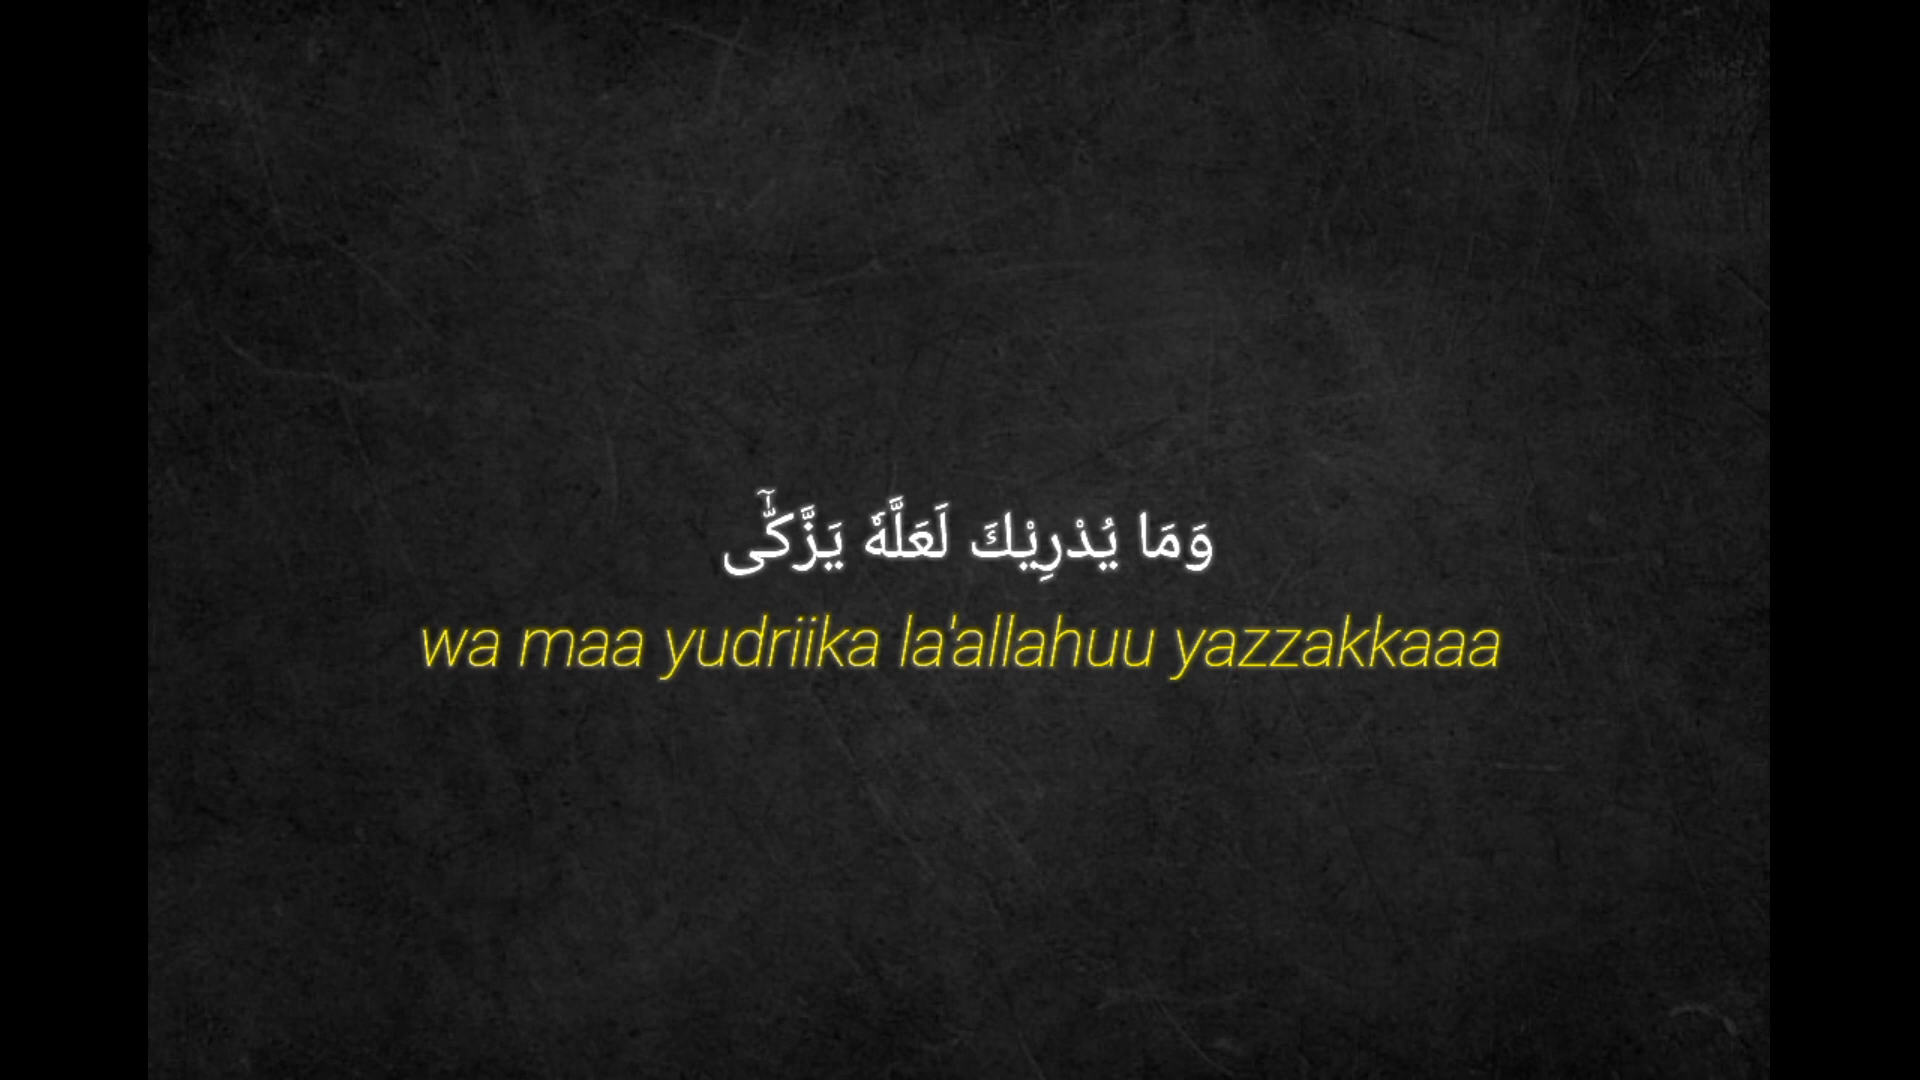 وَمَا يُدْرِيْكَ لَعَلَّهٗ يَزَّكّٰىٓ
wa maa yudriika la'allahuu yazzakkaaa